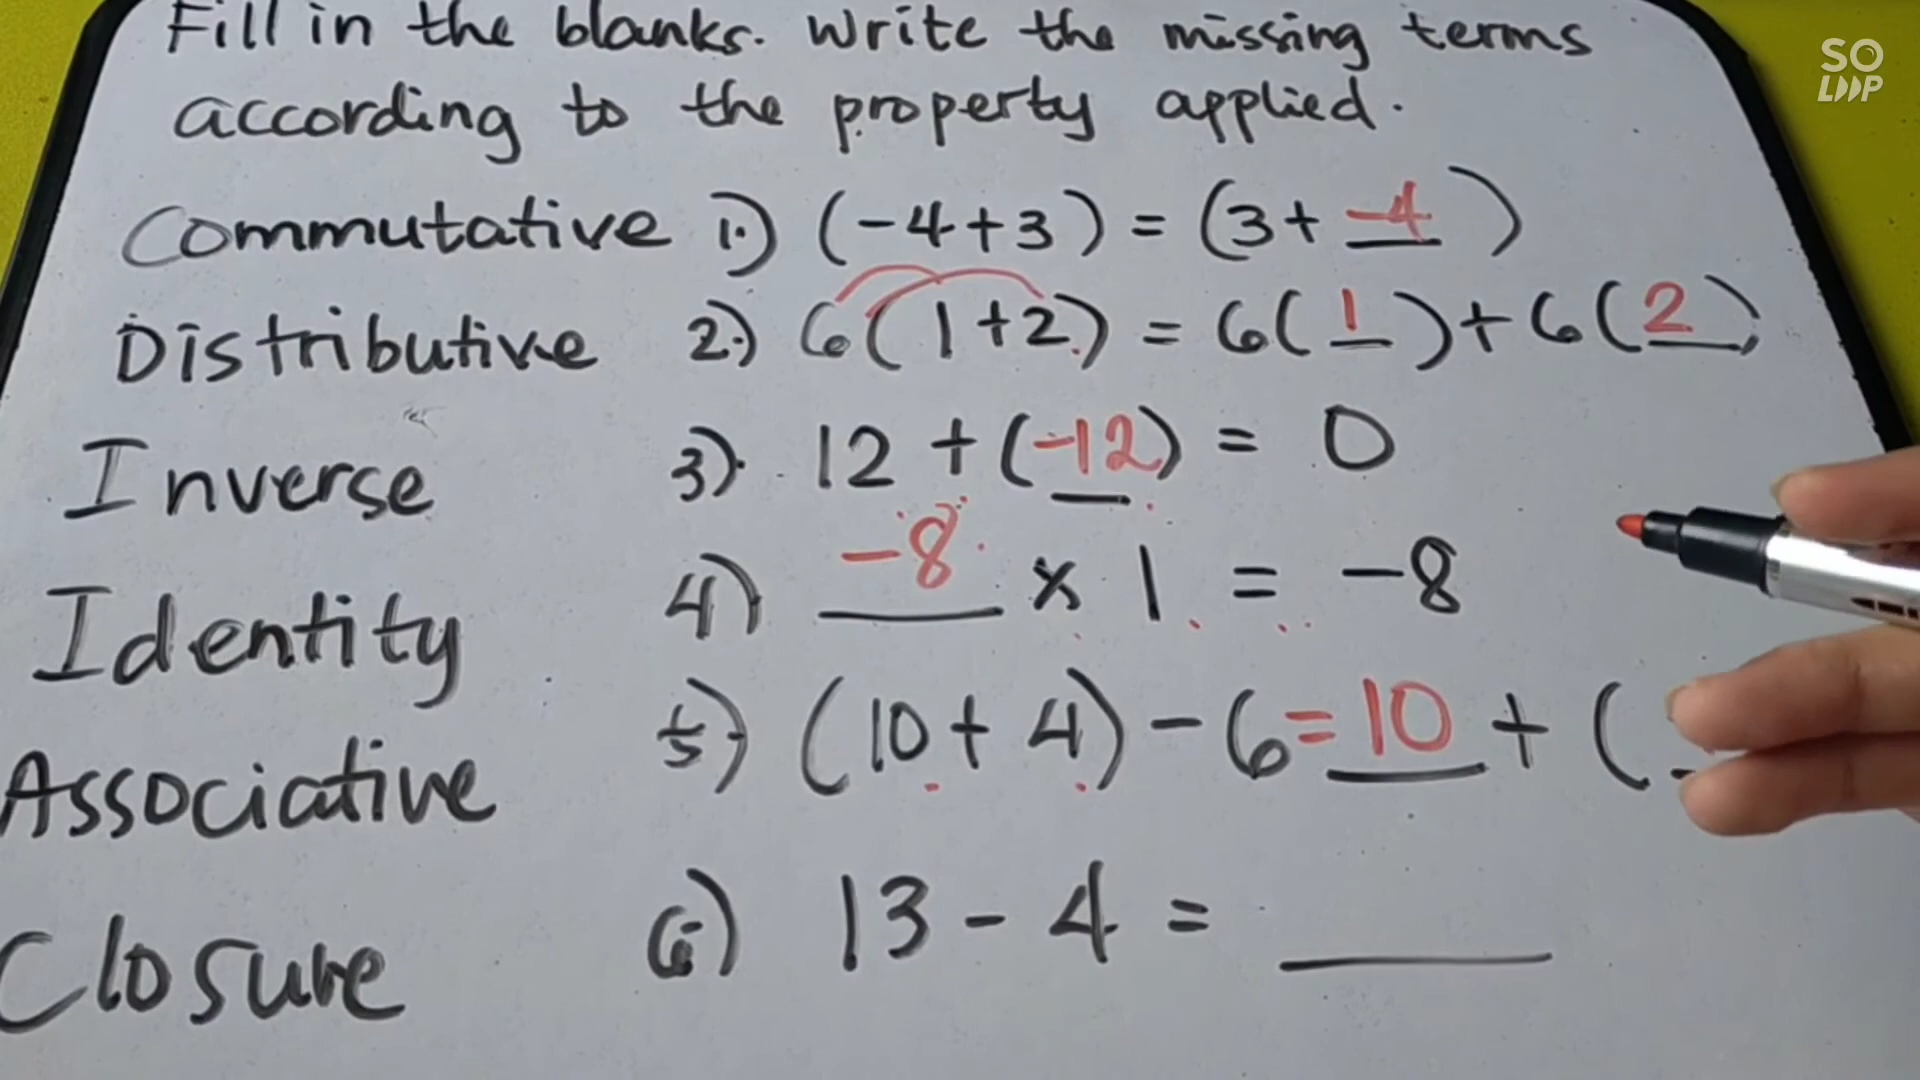 Fill in the blanks. Write the missing terms
according to the property applied.
Commutative 1.) (-4+3) = (3+ -4 )
Distributive 2.) 6(1+2) = 6( 1 )+6( 2 )
Inverse 3). 12 + (-12) = 0
Identity 4) -8 x 1 = -8
Associative 5.) (10+ 4) - 6 = 10 + (
Closure 6.) 13 - 4 = ____
SO
LOOP